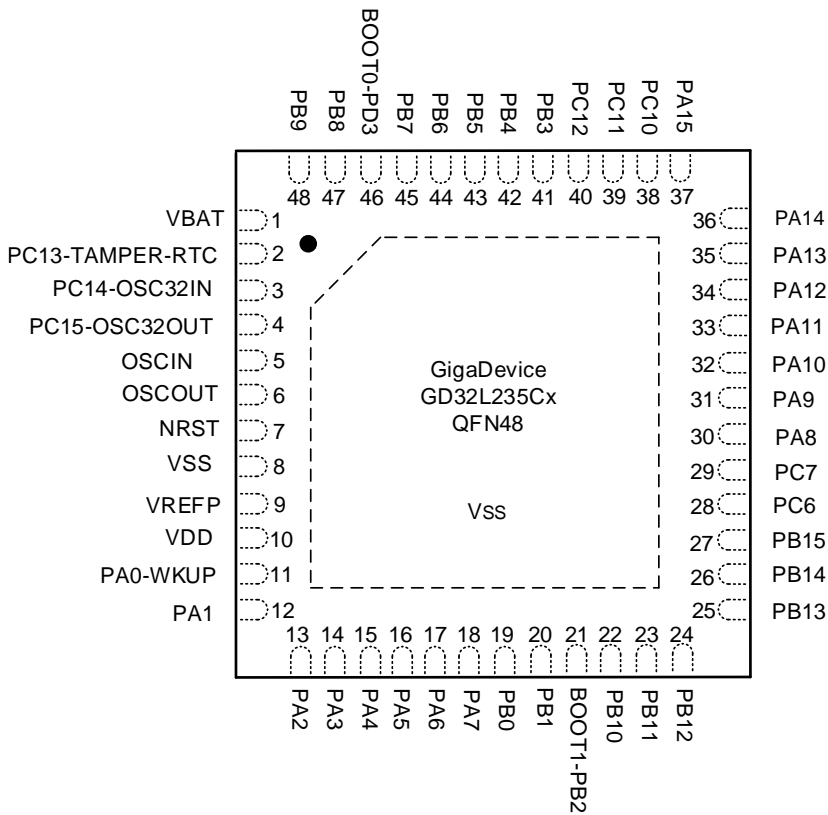 PB9
PB8
BOOT0-PD3
PB7
PB6
PB5
PB4
PB3
PC12
PC11
PC10
PA15
48
47
46
45
44
43
42
41
40
39
38
37
VBAT
1
PC13-TAMPER-RTC
2
PC14-OSC32IN
3
PC15-OSC32OUT
4
OSCIN
5
OSCOUT
6
NRST
7
VSS
8
VREFP
9
VDD
10
PA0-WKUP
11
PA1
12
GigaDevice
GD32L235Cx
QFN48
Vss
36
PA14
35
PA13
34
PA12
33
PA11
32
PA10
31
PA9
30
PA8
29
PC7
28
PC6
27
PB15
26
PB14
25
PB13
13
14
15
16
17
18
19
20
21
22
23
24
PA2
PA3
PA4
PA5
PA6
PA7
PB0
PB1
BOOT1-PB2
PB10
PB11
PB12